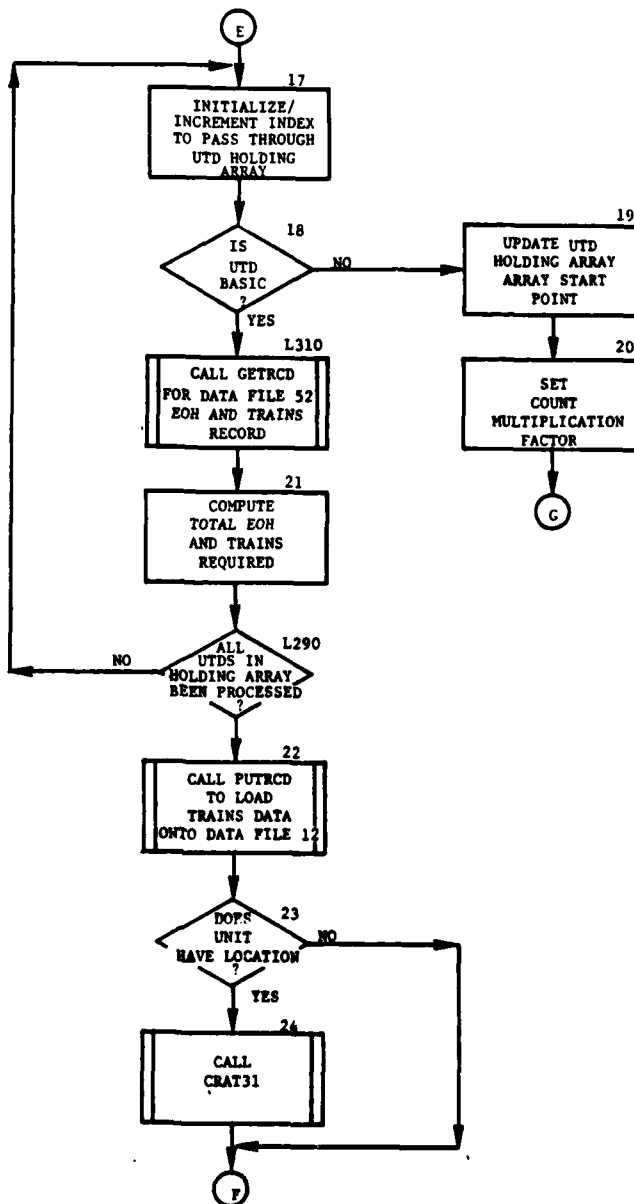 E
17
INITIALIZE/
INCREMENT INDEX
TO PASS THROUGH
UTD HOLDING
ARRAY
18
IS
UTD
BASIC
?
NO
YES
19
UPDATE UTD
HOLDING ARRAY
ARRAY START
POINT
20
SET
COUNT
MULTIPLICATION
FACTOR
G
L310
CALL GETRCD
FOR DATA FILE 52
EOH AND TRAINS
RECORD
21
COMPUTE
TOTAL EOH
AND TRAINS
REQUIRED
L290
ALL
UTDS IN
HOLDING ARRAY
BEEN PROCESSED
?
NO
22
CALL PUTRCD
TO LOAD
TRAINS DATA
ONTO DATA FILE 12
23
DOES
UNIT
HAVE LOCATION
?
NO
YES
24
CALL
CRAT31
F